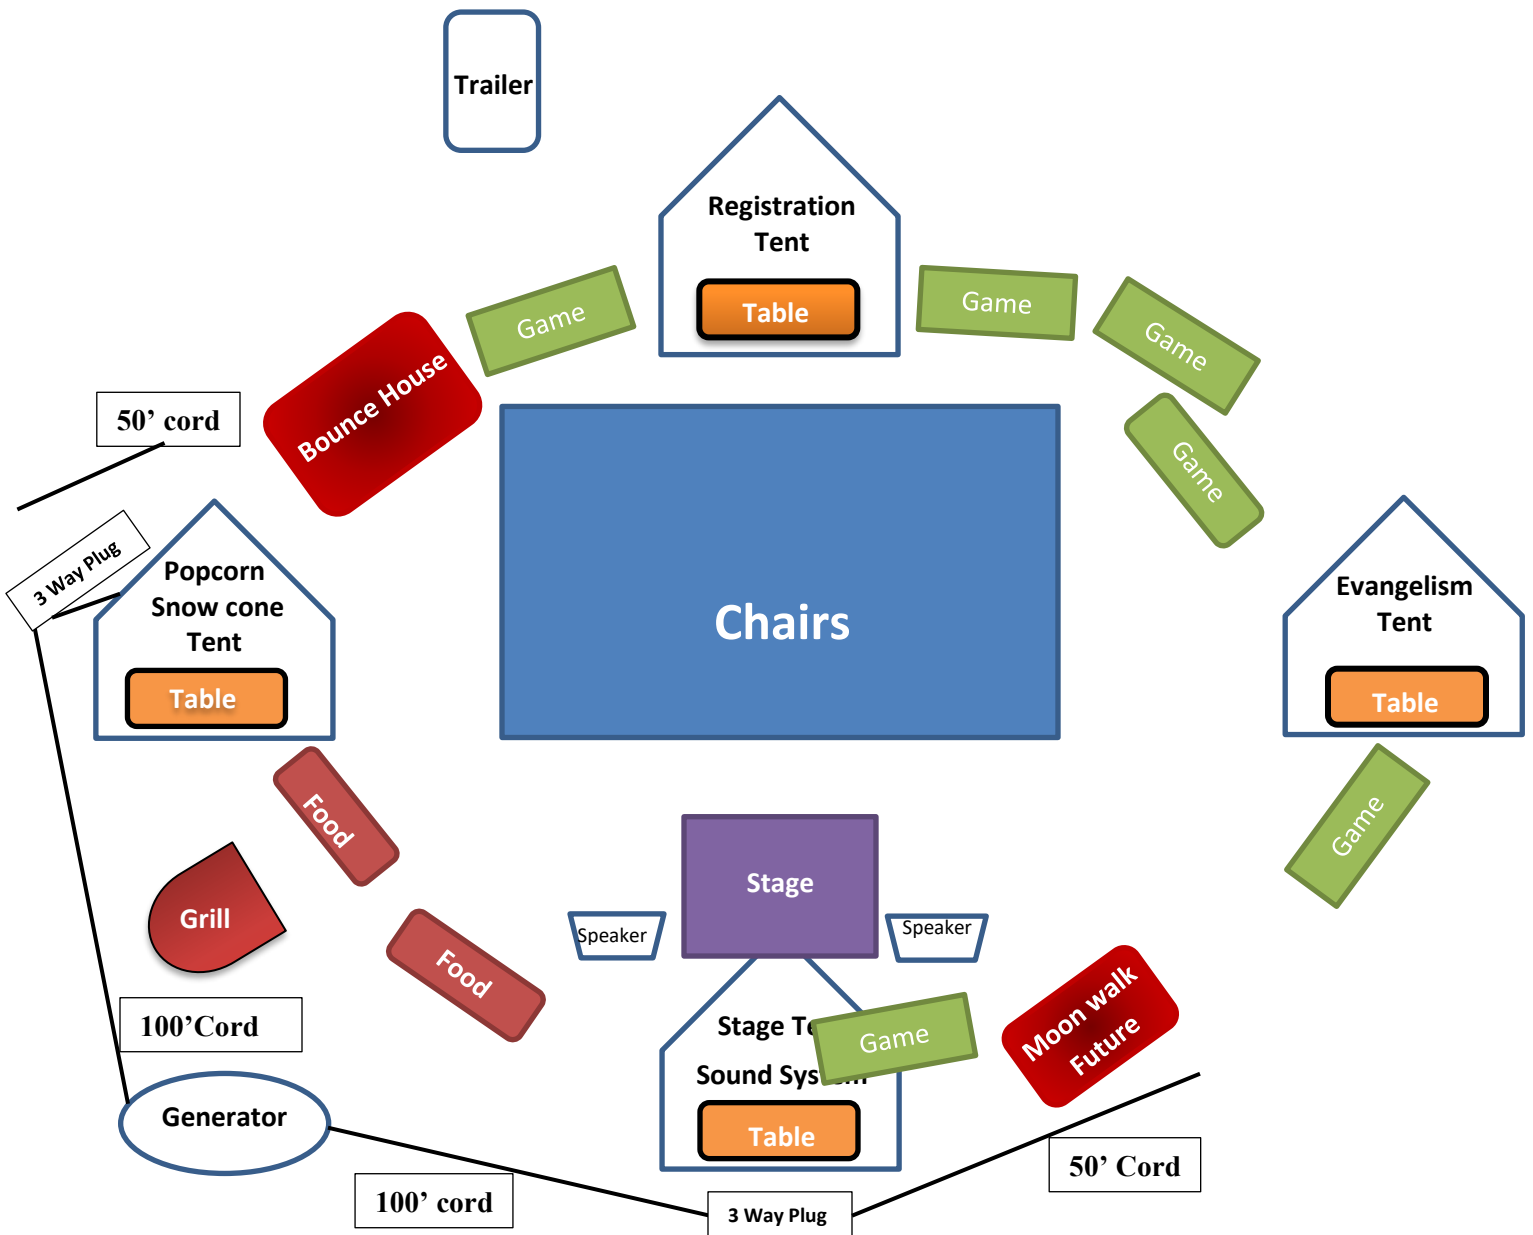 Trailer
Registration
Tent
Table
Game
Game
Game
Game
Bounce House
50’ cord
3 Way Plug
Popcorn
Snow cone
Tent
Table
Chairs
Evangelism
Tent
Table
Game
Food
Grill
Food
Stage
Speaker
Speaker
100’Cord
Generator
Stage Te
Sound System
Game
Table
Moon walk
Future
50’ Cord
100’ cord
3 Way Plug